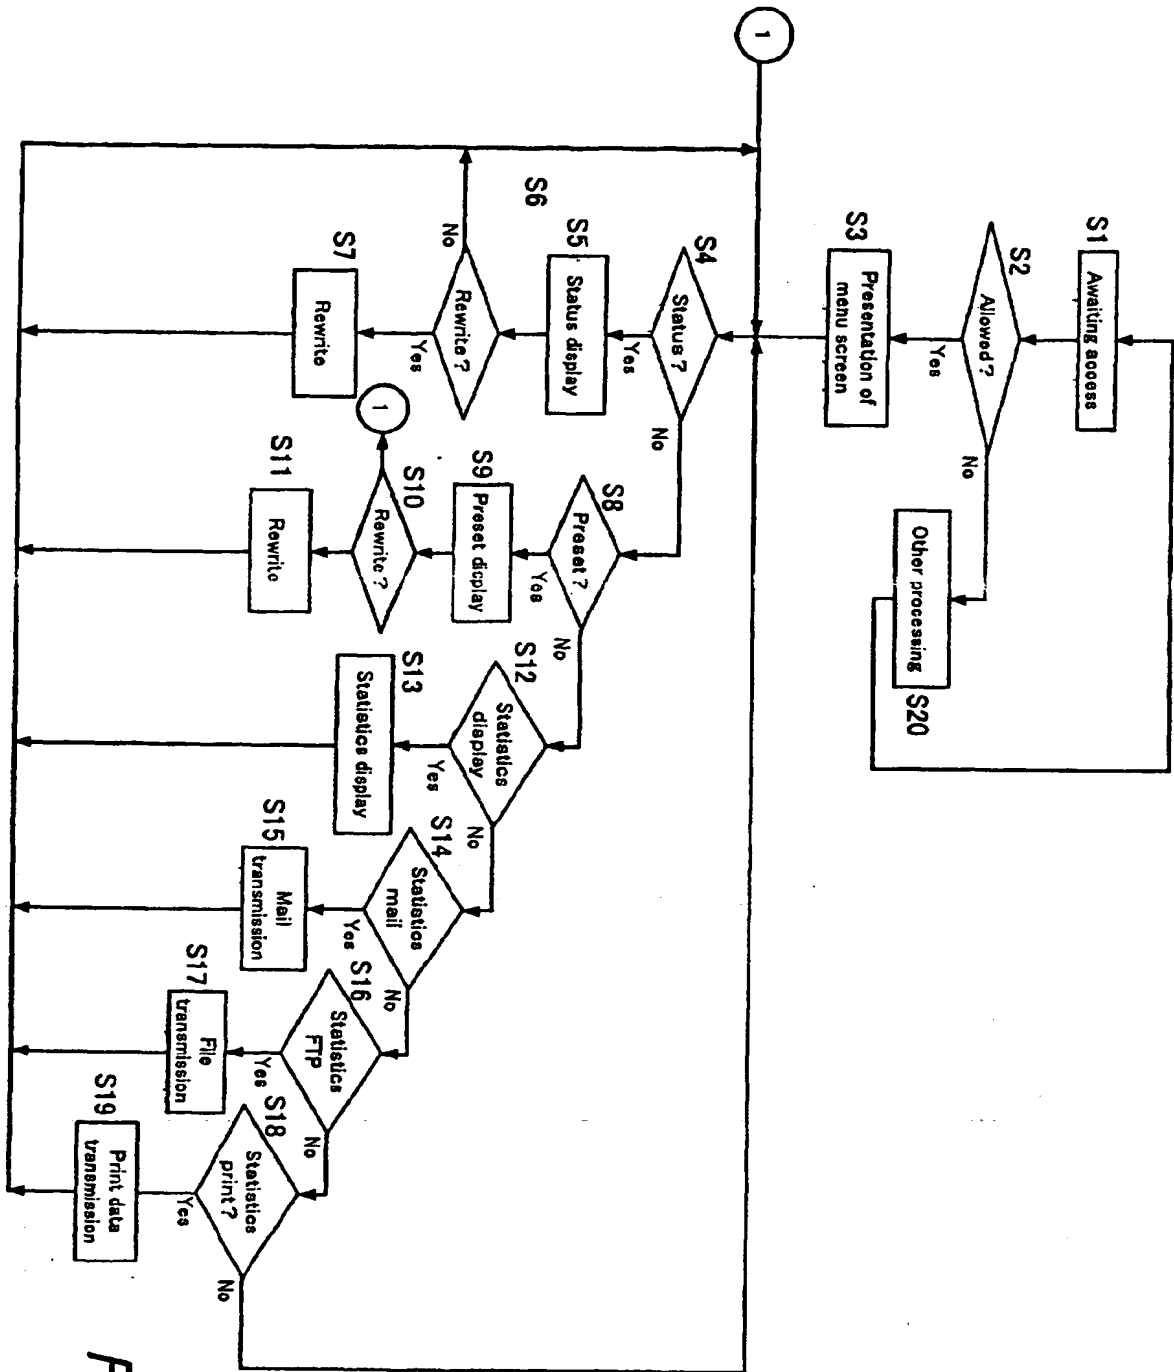 S1
Awaiting access
S2
Allowed?
Yes
No
Other processing
S20
S3
Presentation of
menu screen
1
S4
Status?
Yes
No
S5
Status display
S6
Rewrite?
No
Yes
S7
Rewrite
S8
Preset?
Yes
No
S9
Preset display
S10
Rewrite?
1
S11
Rewrite
S12
Statistics
display
Yes
No
S13
Statistics display
S14
Statistics
mail
Yes
No
S15
Mail
transmission
S16
Statistics
FTP
Yes
No
S17
File
transmission
S18
Statistics
print?
Yes
No
S19
Print data
transmission